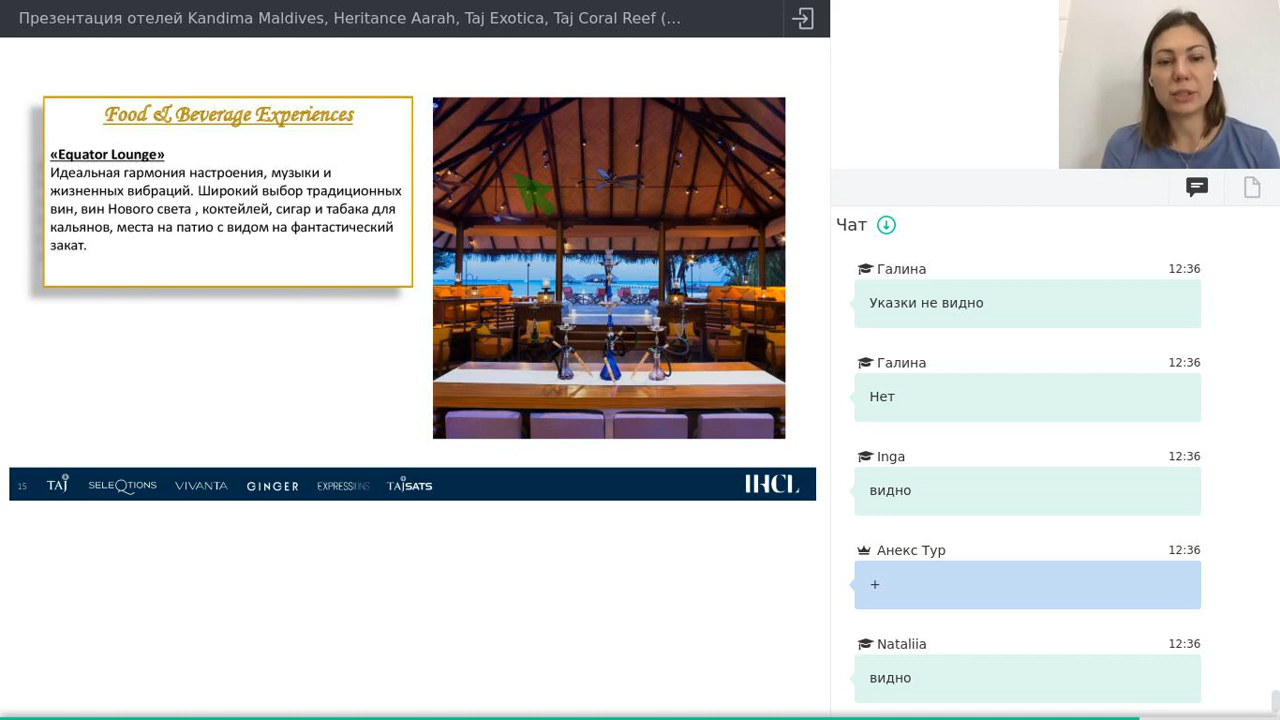 Презентация отелей Kandima Maldives, Heritance Aarah, Taj Exotica, Taj Coral Reef (...
Food & Beverage Experiences
«Equator Lounge»
Идеальная гармония настроения, музыки и
жизненных вибраций. Широкий выбор традиционных
вин, вин Нового света , коктейлей, сигар и табака для
кальянов, места на патио с видом на фантастический
закат.
15 TAJ SELEQTIONS VIVANTA GINGER EXPRESSIONS TAJSATS IHCL
Чат
Галина 12:36
Указки не видно
Галина 12:36
Нет
Inga 12:36
видно
Анекс Тур 12:36
+
Nataliia 12:36
видно